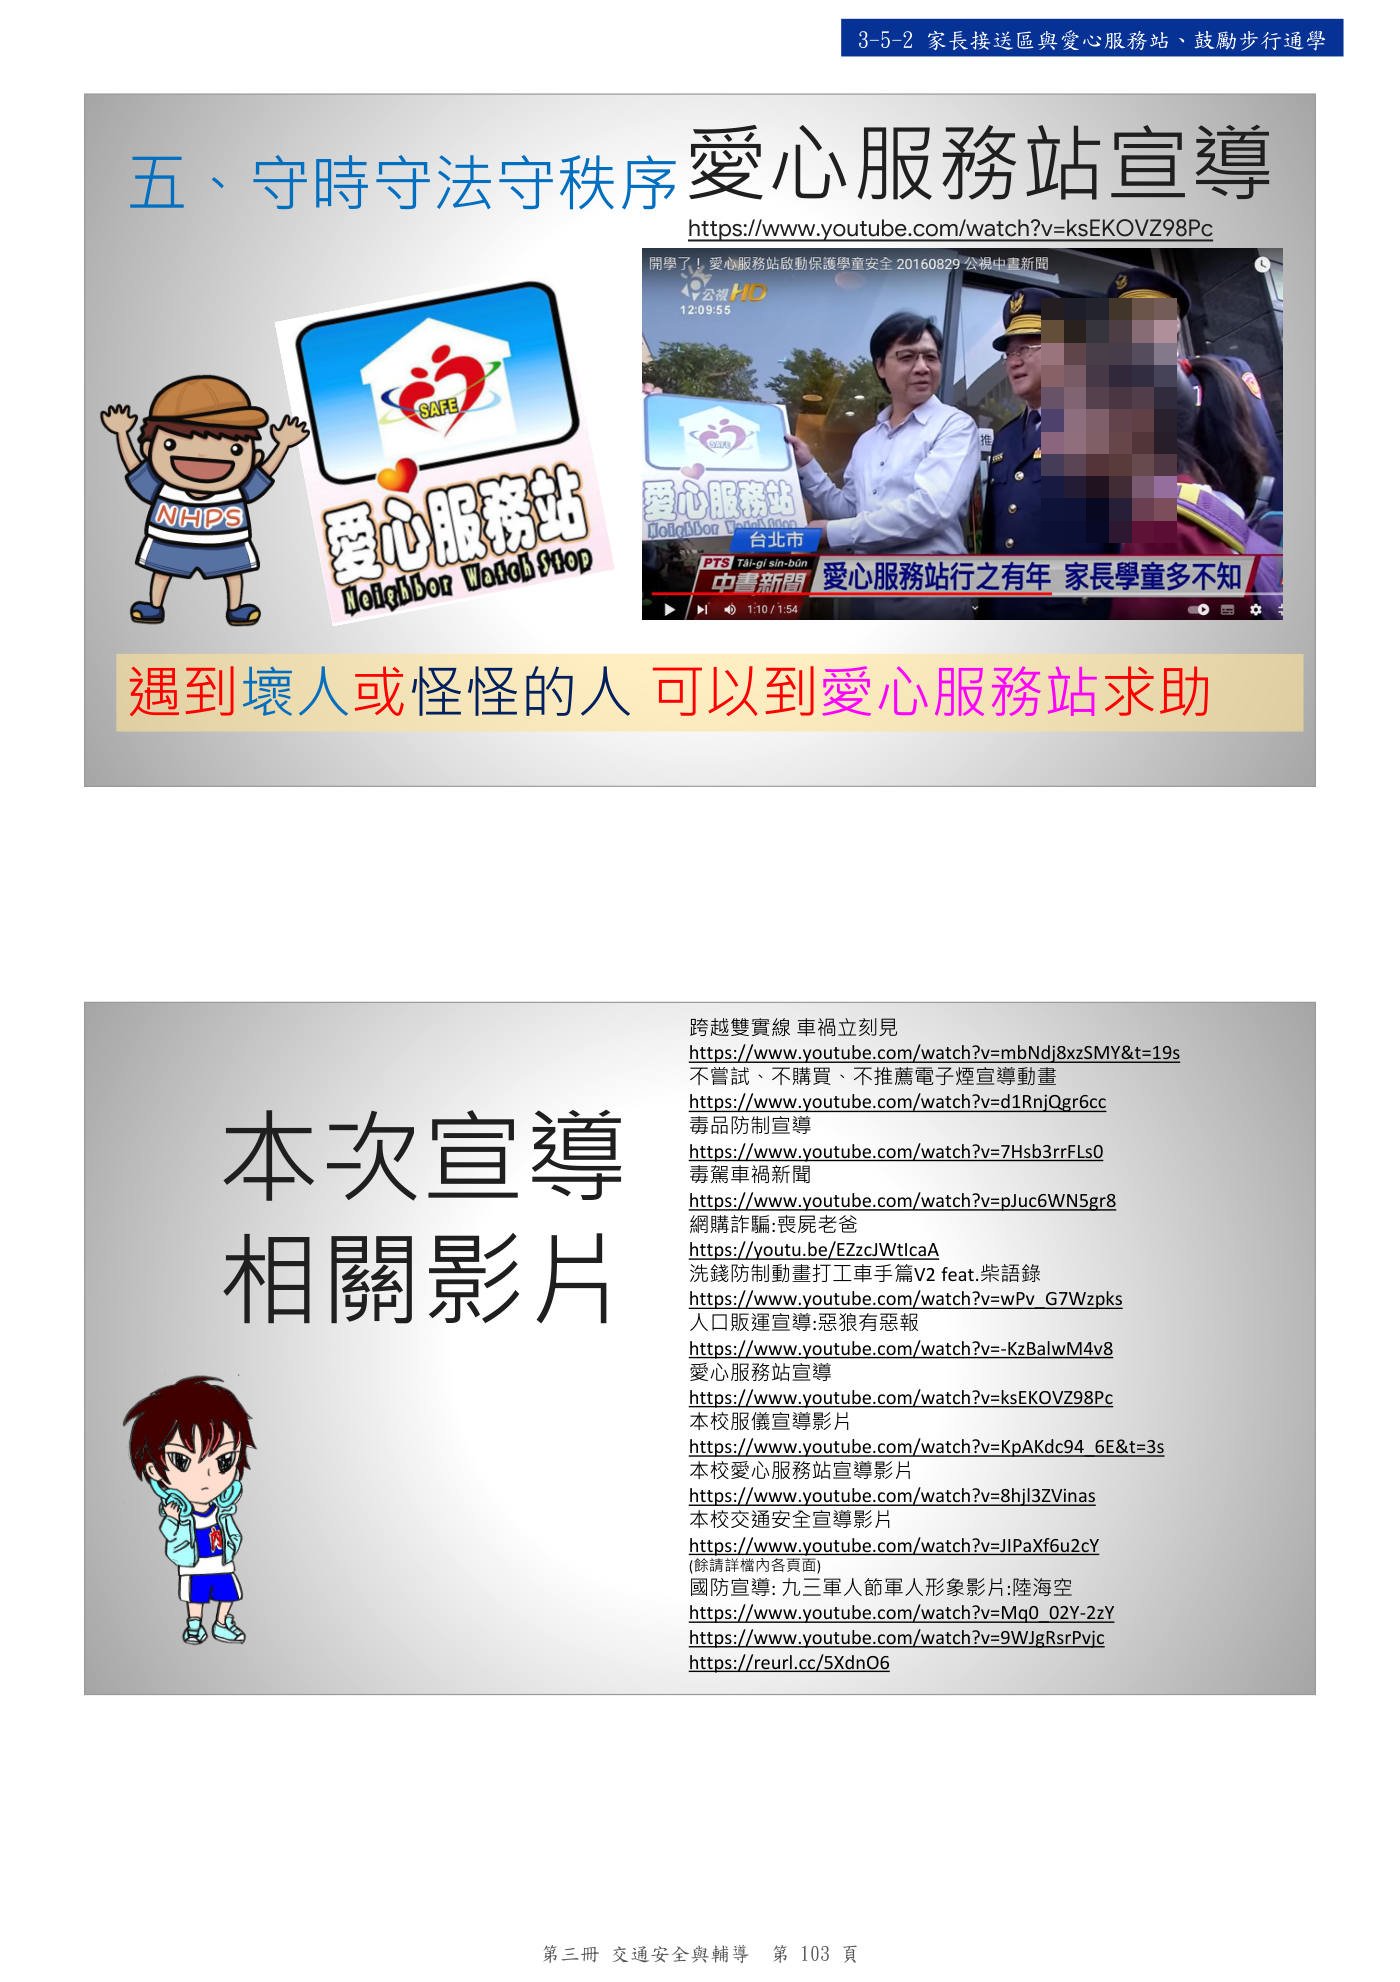 3-5-2 家長接送區與愛心服務站、鼓勵步行通學
五、守時守法守秩序
愛心服務站宣導
https://www.youtube.com/watch?v=ksEKOVZ98Pc
SAFE
愛心服務站
Neighbor Watch Stop
NHPS
開學了！ 愛心服務站啟動保護學童安全 20160829 公視中晝新聞
公視HD
12:09:55
SAFE
推
愛心服務站
台北市
PTS Tâi-gí sin-bûn
中晝新聞
愛心服務站行之有年 家長學童多不知
1:10 / 1:54
遇到壞人或怪怪的人 可以到愛心服務站求助
本次宣導
相關影片
內
跨越雙實線 車禍立刻見
https://www.youtube.com/watch?v=mbNdj8xzSMY&t=19s
不嘗試、不購買、不推薦電子煙宣導動畫
https://www.youtube.com/watch?v=d1RnjQgr6cc
毒品防制宣導
https://www.youtube.com/watch?v=7Hsb3rrFLs0
毒駕車禍新聞
https://www.youtube.com/watch?v=pJuc6WN5gr8
網購詐騙:喪屍老爸
https://youtu.be/EZzcJWtIcaA
洗錢防制動畫打工車手篇V2 feat.柴語錄
https://www.youtube.com/watch?v=wPv_G7Wzpks
人口販運宣導:惡狼有惡報
https://www.youtube.com/watch?v=-KzBalwM4v8
愛心服務站宣導
https://www.youtube.com/watch?v=ksEKOVZ98Pc
本校服儀宣導影片
https://www.youtube.com/watch?v=KpAKdc94_6E&t=3s
本校愛心服務站宣導影片
https://www.youtube.com/watch?v=8hjl3ZVinas
本校交通安全宣導影片
https://www.youtube.com/watch?v=JIPaXf6u2cY
(餘請詳檔內各頁面)
國防宣導: 九三軍人節軍人形象影片:陸海空
https://www.youtube.com/watch?v=Mq0_02Y-2zY
https://www.youtube.com/watch?v=9WJgRsrPvjc
https://reurl.cc/5XdnO6
第三冊 交通安全與輔導 第 103 頁